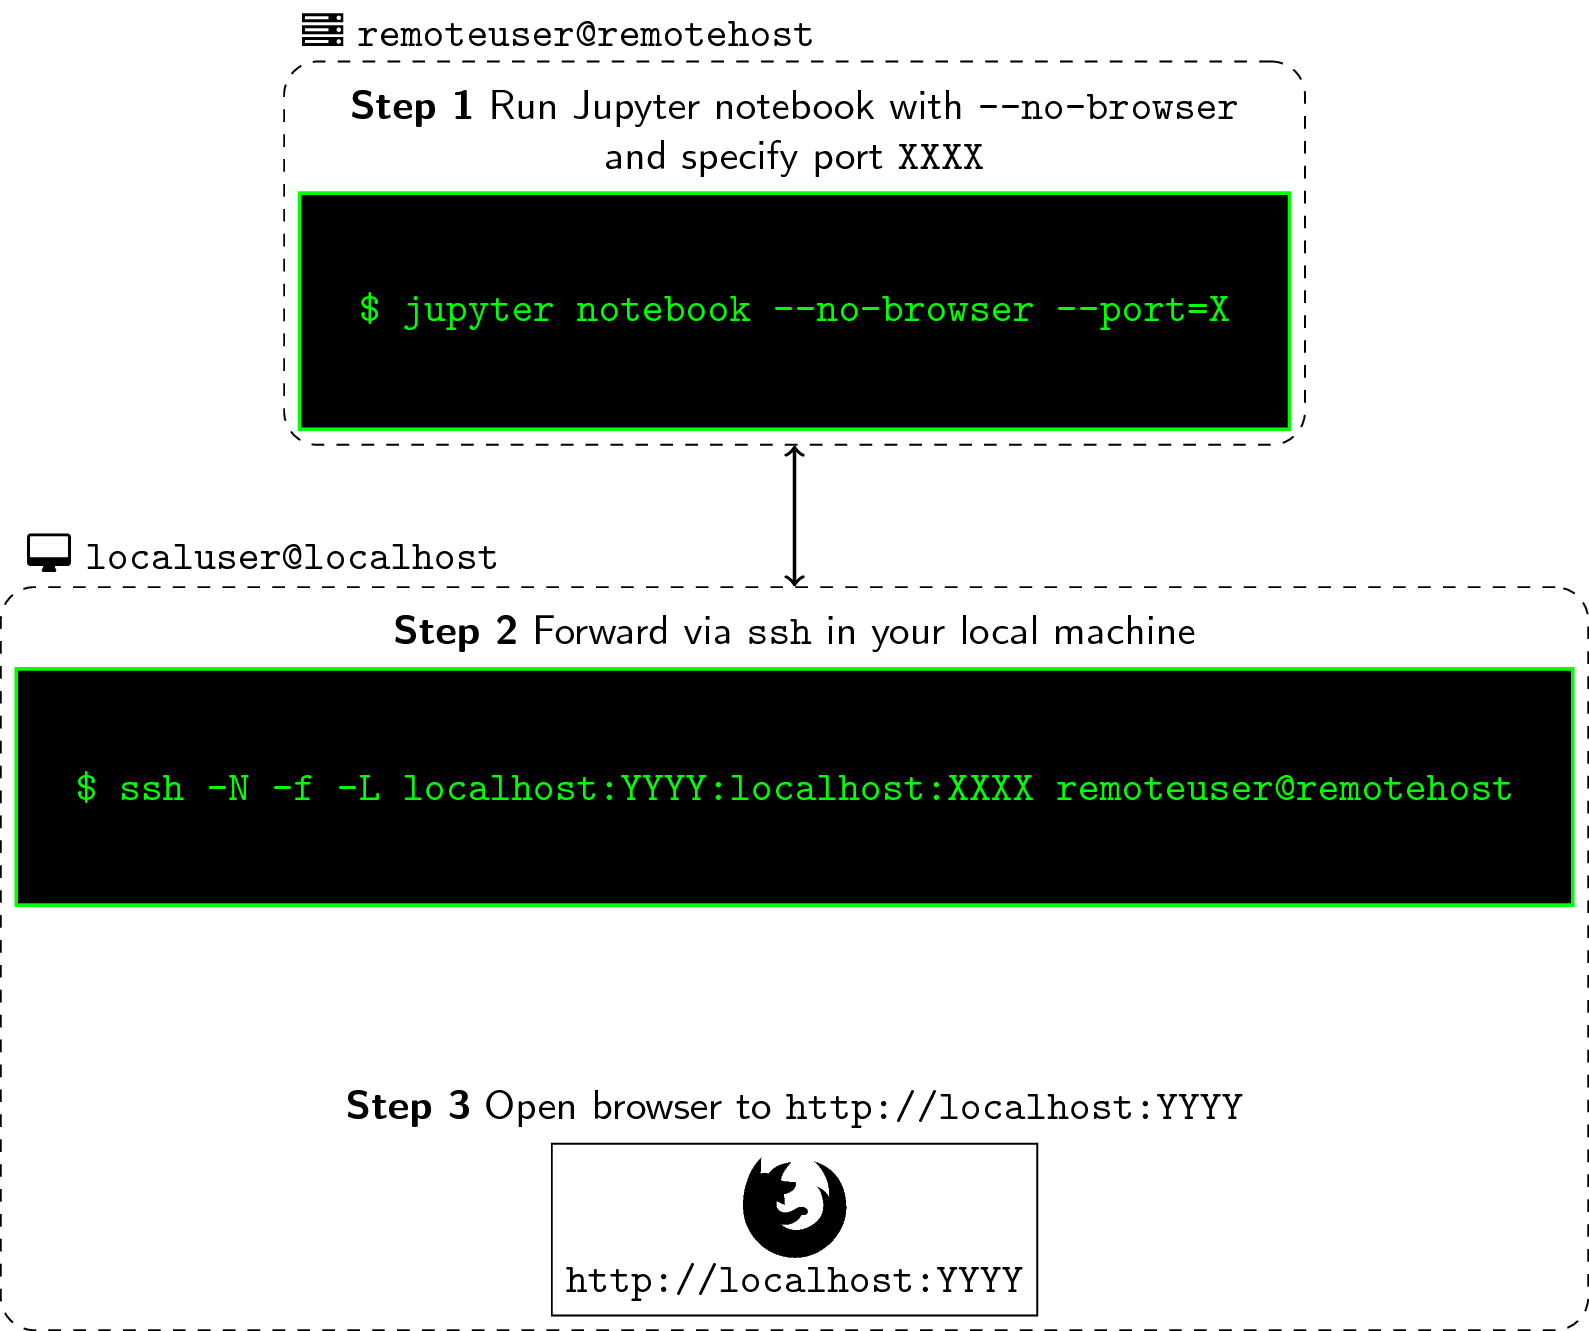 remoteuser@remotehost
Step 1 Run Jupyter notebook with --no-browser
and specify port XXXX
$ jupyter notebook --no-browser --port=X
localuser@localhost
Step 2 Forward via ssh in your local machine
$ ssh -N -f -L localhost:YYYY:localhost:XXXX remoteuser@remotehost
Step 3 Open browser to http://localhost:YYYY
http://localhost:YYYY